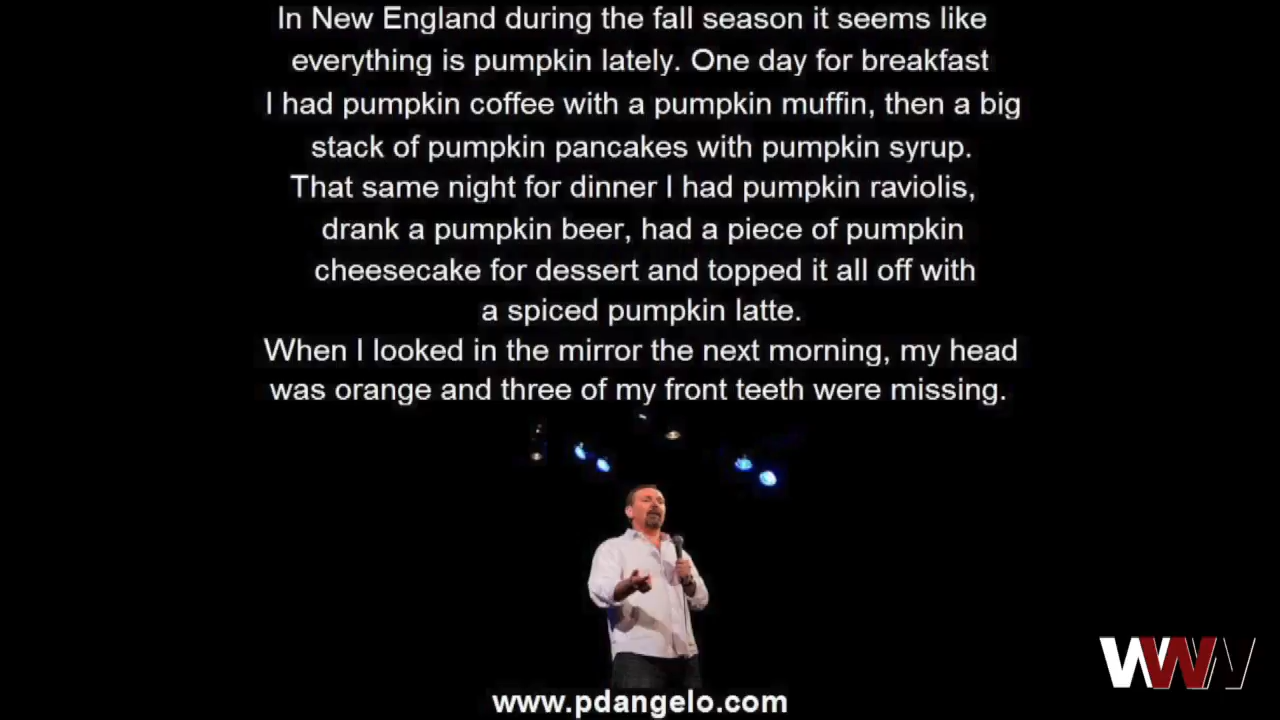 In New England during the fall season it seems like
everything is pumpkin lately. One day for breakfast
I had pumpkin coffee with a pumpkin muffin, then a big
stack of pumpkin pancakes with pumpkin syrup.
That same night for dinner I had pumpkin raviolis,
drank a pumpkin beer, had a piece of pumpkin
cheesecake for dessert and topped it all off with
a spiced pumpkin latte.
When I looked in the mirror the next morning, my head
was orange and three of my front teeth were missing.
www.pdangelo.com
WWW